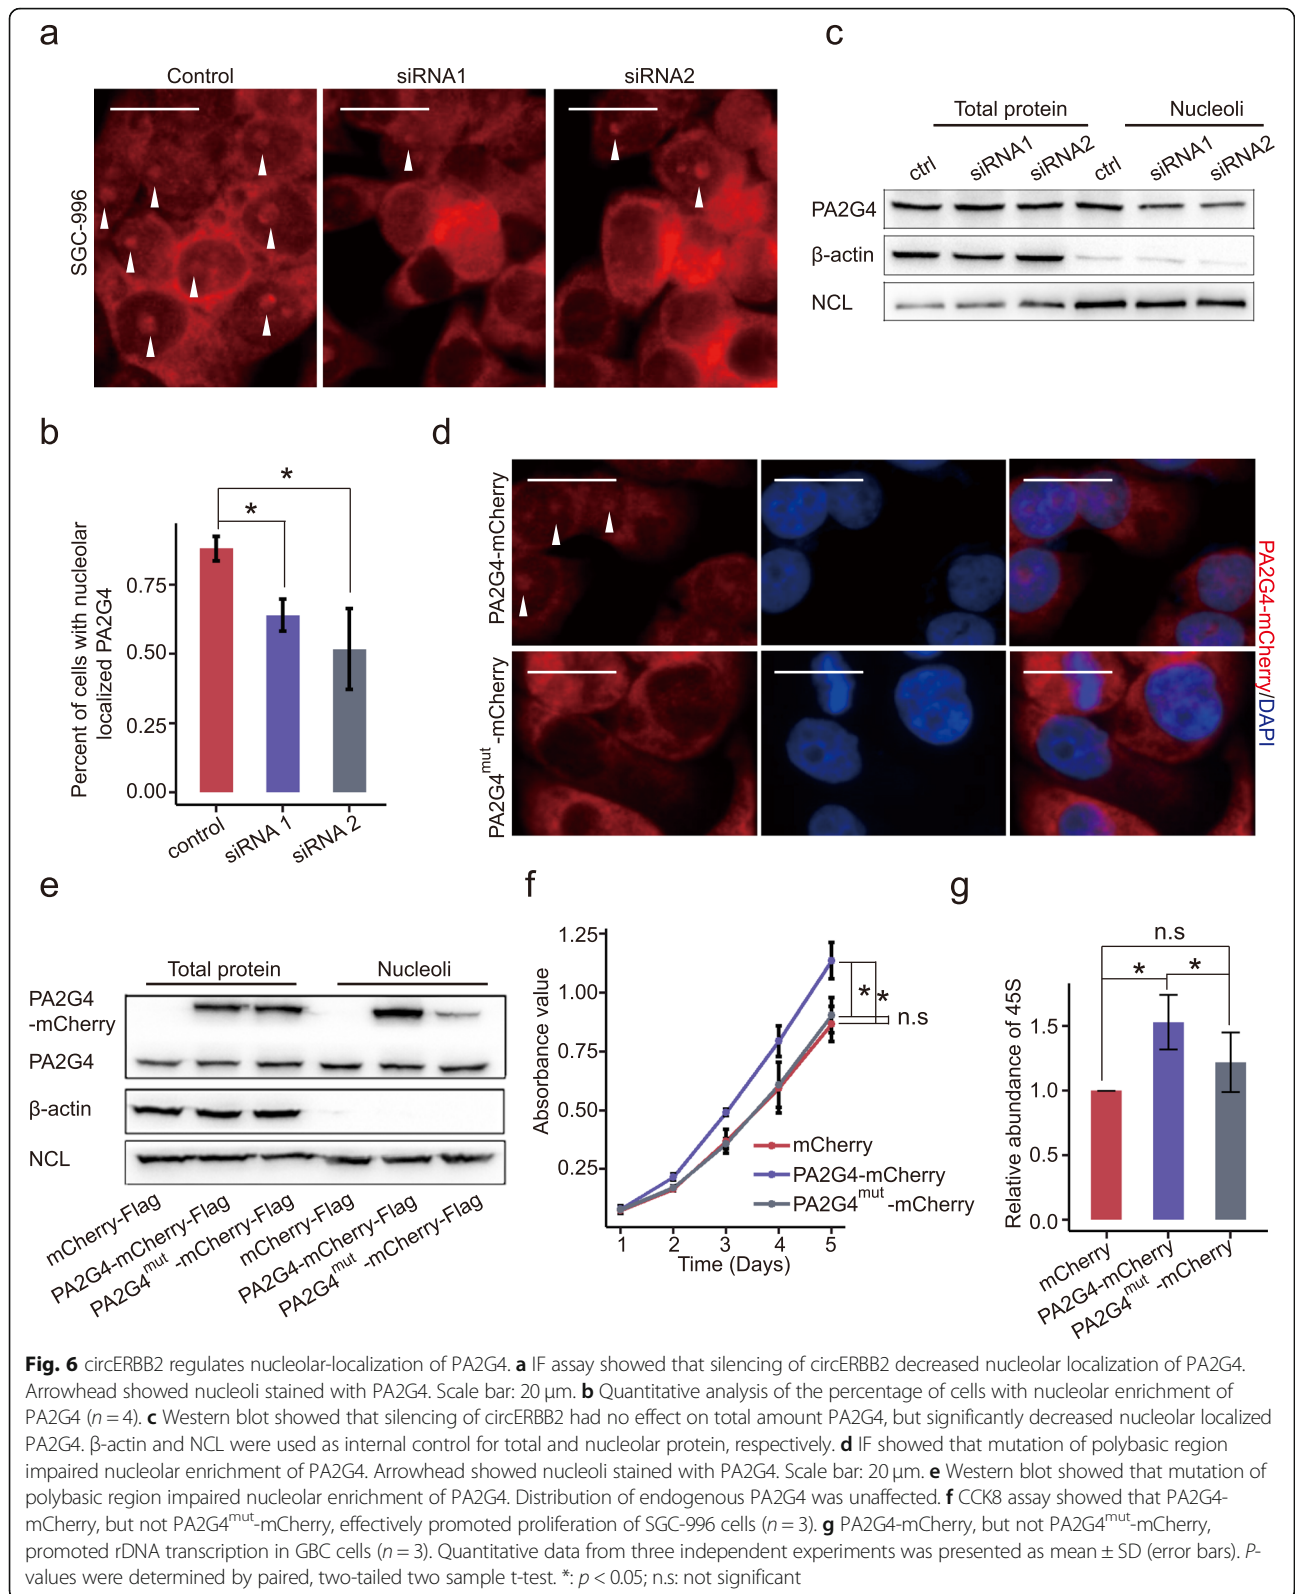 a
Control
siRNA1
siRNA2
SGC-996
b
Percent of cells with nucleolar
localized PA2G4
0.75
0.50
0.25
0.00
*
*
control
siRNA 1
siRNA 2
c
Total protein
Nucleoli
ctrl
siRNA1
siRNA2
ctrl
siRNA1
siRNA2
PA2G4
β-actin
NCL
d
PA2G4-mCherry
PA2G4mut-mCherry
PA2G4-mCherry/DAPI
e
Total protein
Nucleoli
PA2G4
-mCherry
PA2G4
β-actin
NCL
mCherry-Flag
PA2G4-mCherry-Flag
PA2G4mut-mCherry-Flag
mCherry-Flag
PA2G4-mCherry-Flag
PA2G4mut-mCherry-Flag
f
Absorbance value
1.25
1.00
0.75
0.50
0.25
*
*
n.s
mCherry
PA2G4-mCherry
PA2G4mut-mCherry
1 2 3 4 5
Time (Days)
g
Relative abundance of 45S
n.s
*
*
1.5
1.0
0.5
0.0
mCherry
PA2G4-mCherry
PA2G4mut-mCherry
Fig. 6 circERBB2 regulates nucleolar-localization of PA2G4. a IF assay showed that silencing of circERBB2 decreased nucleolar localization of PA2G4.
Arrowhead showed nucleoli stained with PA2G4. Scale bar: 20 μm. b Quantitative analysis of the percentage of cells with nucleolar enrichment of
PA2G4 (n = 4). c Western blot showed that silencing of circERBB2 had no effect on total amount PA2G4, but significantly decreased nucleolar localized
PA2G4. β-actin and NCL were used as internal control for total and nucleolar protein, respectively. d IF showed that mutation of polybasic region
impaired nucleolar enrichment of PA2G4. Arrowhead showed nucleoli stained with PA2G4. Scale bar: 20 μm. e Western blot showed that mutation of
polybasic region impaired nucleolar enrichment of PA2G4. Distribution of endogenous PA2G4 was unaffected. f CCK8 assay showed that PA2G4-
mCherry, but not PA2G4mut-mCherry, effectively promoted proliferation of SGC-996 cells (n = 3). g PA2G4-mCherry, but not PA2G4mut-mCherry,
promoted rDNA transcription in GBC cells (n = 3). Quantitative data from three independent experiments was presented as mean ± SD (error bars). P-
values were determined by paired, two-tailed two sample t-test. *: p < 0.05; n.s: not significant